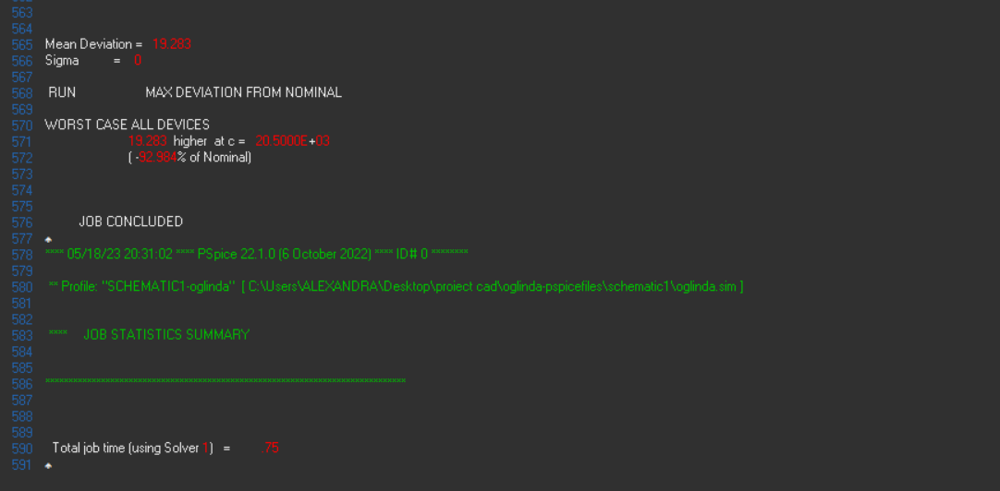 563
564
565 Mean Deviation = 19.283
566 Sigma = 0
567
568 RUN MAX DEVIATION FROM NOMINAL
569
570 WORST CASE ALL DEVICES
571 19.283 higher at c = 20.5000E+03
572 ( -92.984% of Nominal)
573
574
575
576 JOB CONCLUDED
577
578 **** 05/18/23 20:31:02 **** PSpice 22.1.0 (6 October 2022) **** ID# 0 ********
579
580 ** Profile: "SCHEMATIC1-oglinda" [ C:\Users\ALEXANDRA\Desktop\proiect cad\oglinda-pspicefiles\schematic1\oglinda.sim ]
581
582
583 **** JOB STATISTICS SUMMARY
584
585
586 ******************************************************************************
587
588
589
590 Total job time (using Solver 1) = .75
591